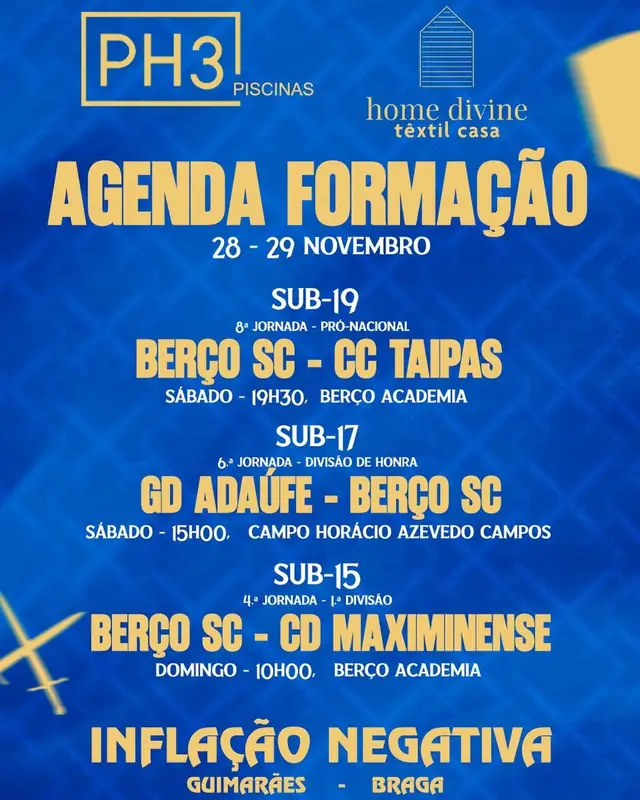 PH3
PISCINAS
home divine
têxtil casa
AGENDA FORMAÇÃO
28 - 29 NOVEMBRO
SUB-19
8ª JORNADA - PRÓ-NACIONAL
BERÇO SC - CC TAIPAS
SÁBADO - 19H30, BERÇO ACADEMIA
SUB-17
6.ª JORNADA - DIVISÃO DE HONRA
GD ADAÚFE - BERÇO SC
SÁBADO - 15H00, CAMPO HORÁCIO AZEVEDO CAMPOS
SUB-15
4.ª JORNADA - 1.ª DIVISÃO
BERÇO SC - CD MAXIMINENSE
DOMINGO - 10H00, BERÇO ACADEMIA
INFLAÇÃO NEGATIVA
GUIMARÃES - BRAGA